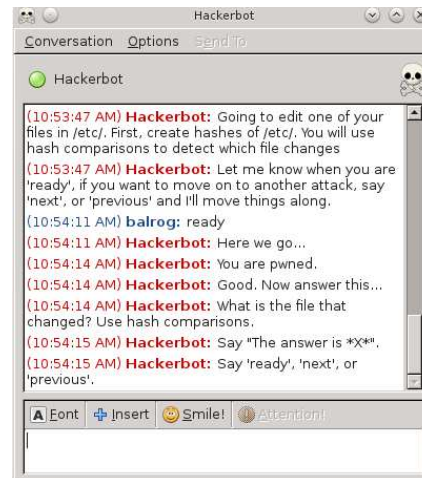 Hackerbot
Conversation Options Send To
Hackerbot
(10:53:47 AM) Hackerbot: Going to edit one of your
files in /etc/. First, create hashes of /etc/. You will use
hash comparisons to detect which file changes
(10:53:47 AM) Hackerbot: Let me know when you are
'ready', if you want to move on to another attack, say
'next', or 'previous' and I'll move things along.
(10:54:11 AM) balrog: ready
(10:54:11 AM) Hackerbot: Here we go...
(10:54:14 AM) Hackerbot: You are pwned.
(10:54:14 AM) Hackerbot: Good. Now answer this...
(10:54:14 AM) Hackerbot: What is the file that
changed? Use hash comparisons.
(10:54:15 AM) Hackerbot: Say "The answer is *X*".
(10:54:15 AM) Hackerbot: Say 'ready', 'next', or
'previous'.
A Font Insert Smile! Attention!